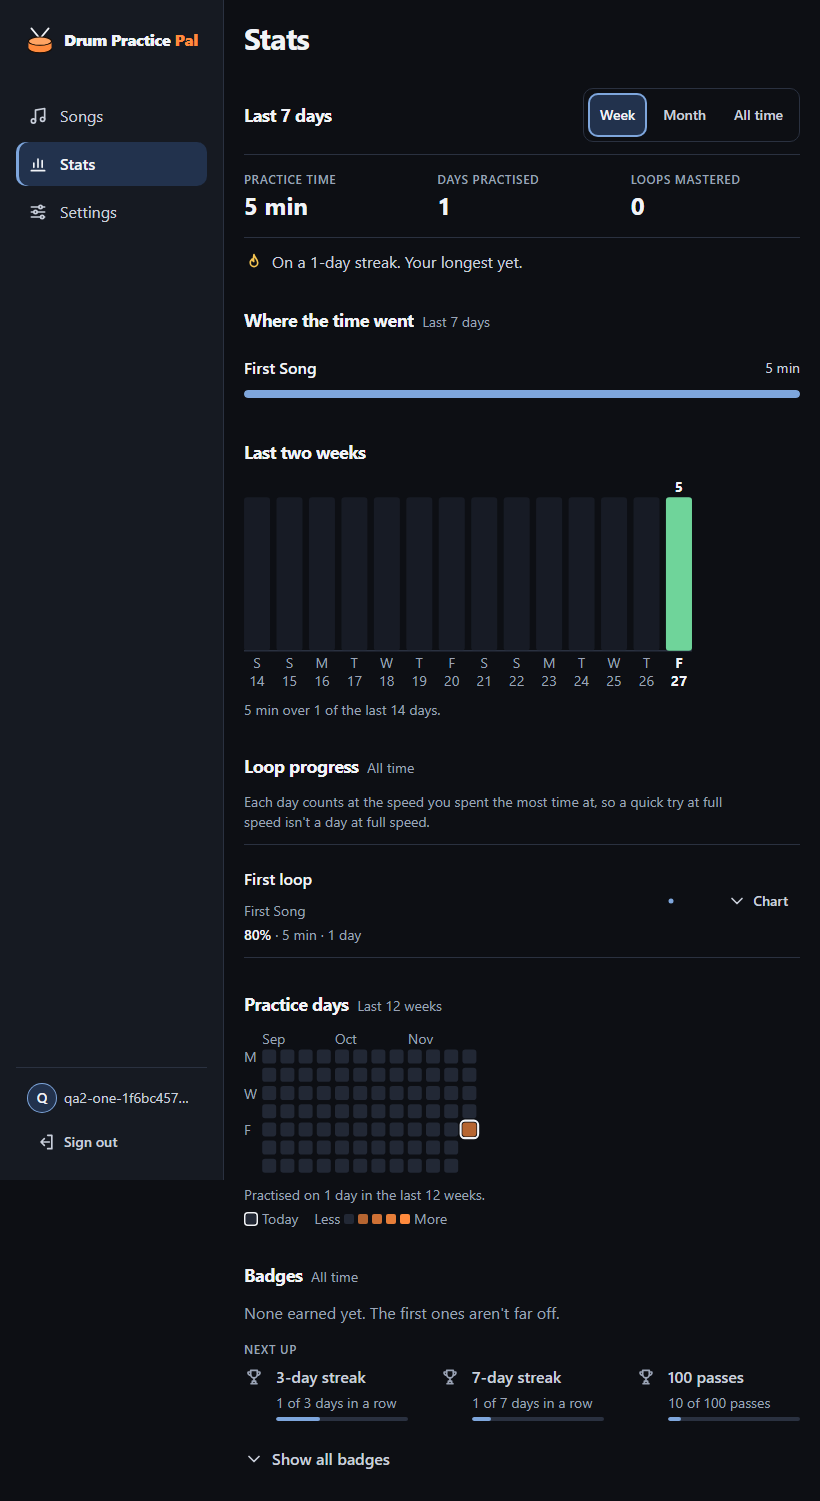 Drum Practice Pal
Songs
Stats
Settings
Q
qa2-one-1f6bc457...
Sign out
Stats
Last 7 days
Week Month All time
PRACTICE TIME DAYS PRACTISED LOOPS MASTERED
5 min 1 0
On a 1-day streak. Your longest yet.
Where the time went Last 7 days
First Song 5 min
Last two weeks
5
S S M T W T F S S M T W T F
14 15 16 17 18 19 20 21 22 23 24 25 26 27
5 min over 1 of the last 14 days.
Loop progress All time
Each day counts at the speed you spent the most time at, so a quick try at full
speed isn't a day at full speed.
First loop
First Song
80% · 5 min · 1 day
Chart
Practice days Last 12 weeks
Sep Oct Nov
M
W
F
Practised on 1 day in the last 12 weeks.
Today Less More
Badges All time
None earned yet. The first ones aren't far off.
NEXT UP
3-day streak 7-day streak 100 passes
1 of 3 days in a row 1 of 7 days in a row 10 of 100 passes
Show all badges